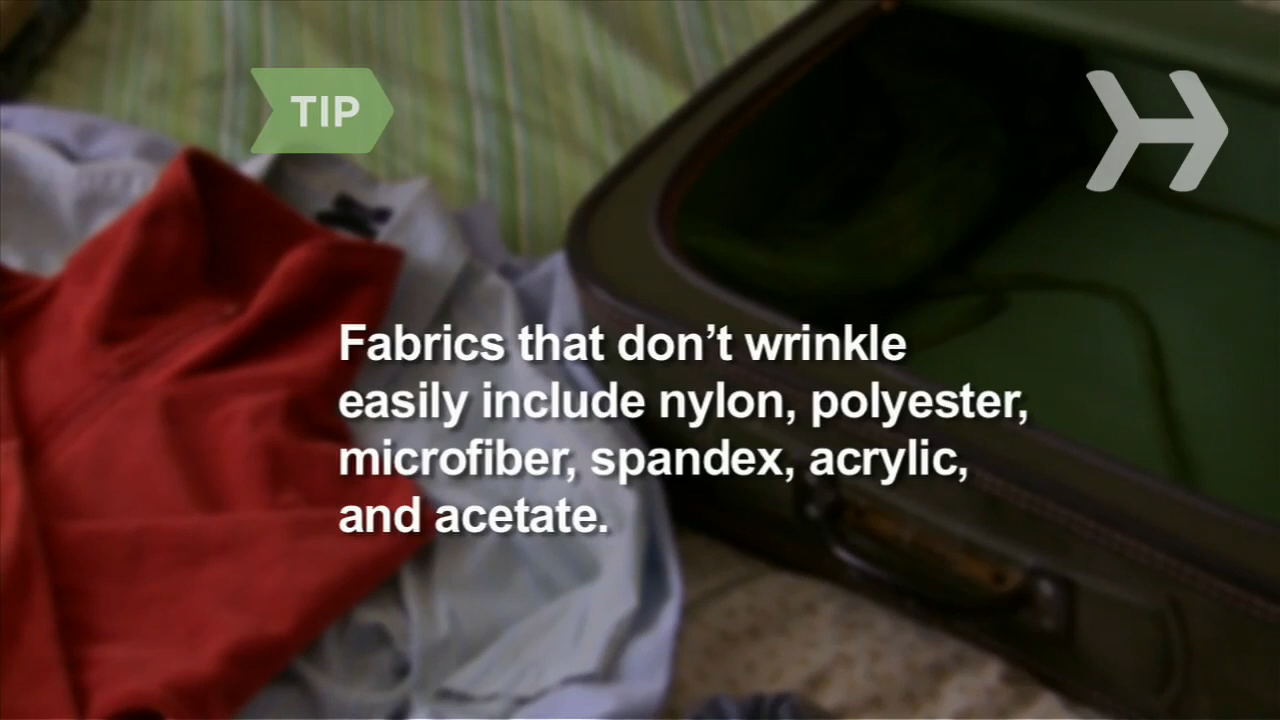 TIP
Fabrics that don’t wrinkle
easily include nylon, polyester,
microfiber, spandex, acrylic,
and acetate.